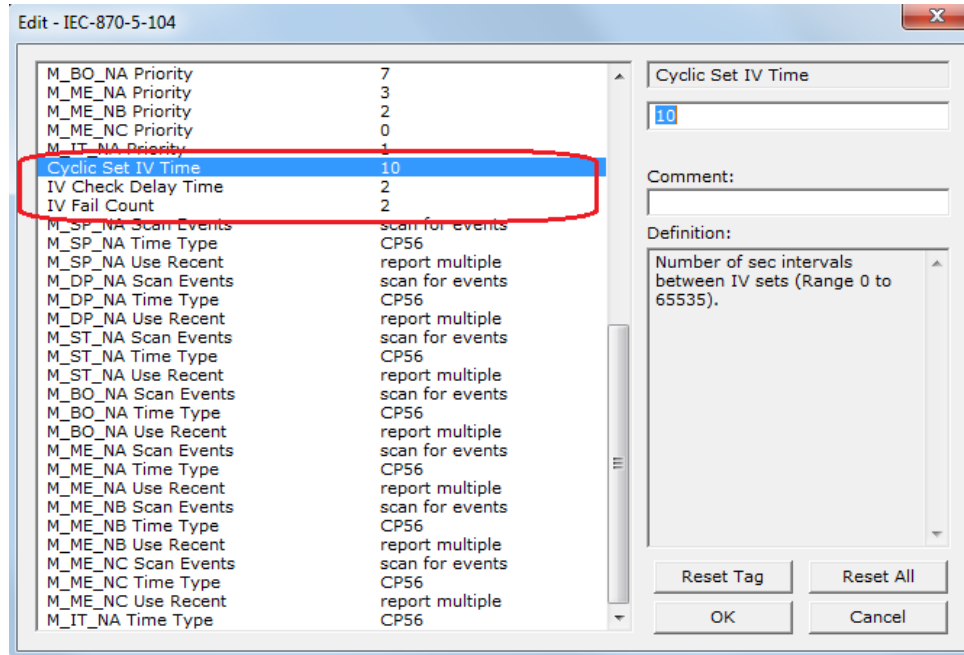 Edit - IEC-870-5-104
M_BO_NA Priority 7
M_ME_NA Priority 3
M_ME_NB Priority 2
M_ME_NC Priority 0
M_IT_NA Priority 1
Cyclic Set IV Time 10
IV Check Delay Time 2
IV Fail Count 2
M_SP_NA Scan Events scan for events
M_SP_NA Time Type CP56
M_SP_NA Use Recent report multiple
M_DP_NA Scan Events scan for events
M_DP_NA Time Type CP56
M_DP_NA Use Recent report multiple
M_ST_NA Scan Events scan for events
M_ST_NA Time Type CP56
M_ST_NA Use Recent report multiple
M_BO_NA Scan Events scan for events
M_BO_NA Time Type CP56
M_BO_NA Use Recent report multiple
M_ME_NA Scan Events scan for events
M_ME_NA Time Type CP56
M_ME_NA Use Recent report multiple
M_ME_NB Scan Events scan for events
M_ME_NB Time Type CP56
M_ME_NB Use Recent report multiple
M_ME_NC Scan Events scan for events
M_ME_NC Time Type CP56
M_ME_NC Use Recent report multiple
M_IT_NA Time Type CP56
Cyclic Set IV Time
10
Comment:
Definition:
Number of sec intervals
between IV sets (Range 0 to
65535).
Reset Tag Reset All
OK Cancel